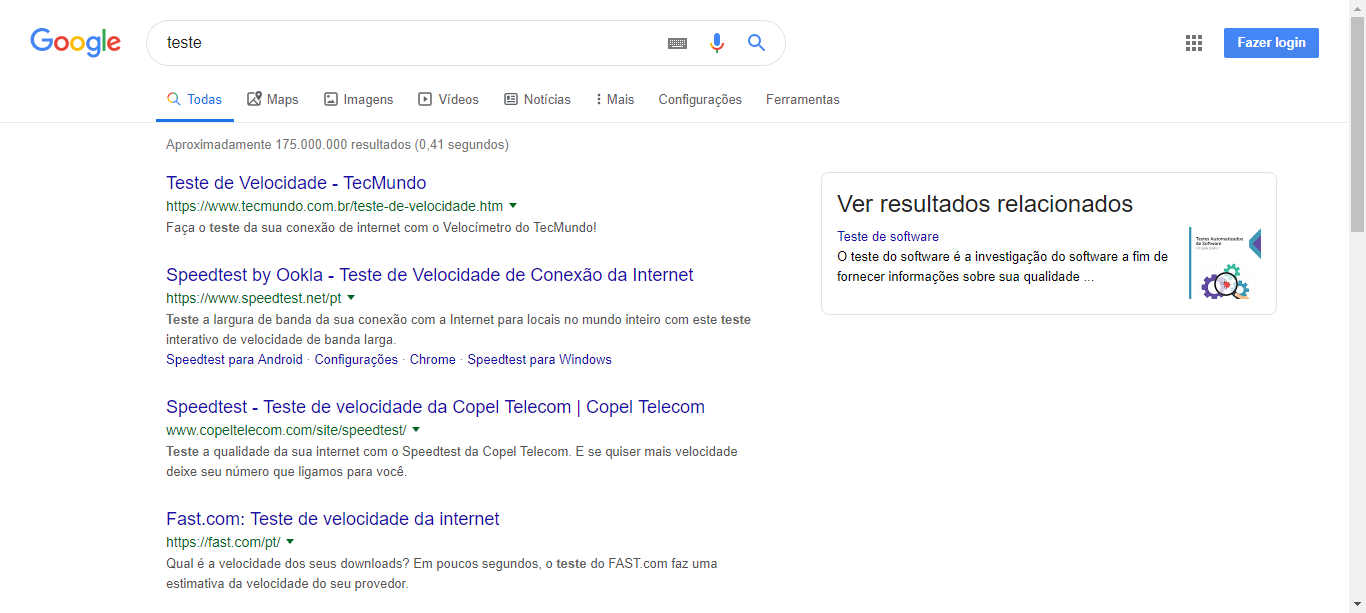 Google
teste
Fazer login
Todas
Maps
Imagens
Vídeos
Notícias
Mais
Configurações
Ferramentas
Aproximadamente 175.000.000 resultados (0,41 segundos)
Teste de Velocidade - TecMundo
https://www.tecmundo.com.br/teste-de-velocidade.htm
Faça o teste da sua conexão de internet com o Velocímetro do TecMundo!
Speedtest by Ookla - Teste de Velocidade de Conexão da Internet
https://www.speedtest.net/pt
Teste a largura de banda da sua conexão com a Internet para locais no mundo inteiro com este teste
interativo de velocidade de banda larga.
Speedtest para Android · Configurações · Chrome · Speedtest para Windows
Speedtest - Teste de velocidade da Copel Telecom | Copel Telecom
www.copeltelecom.com/site/speedtest/
Teste a qualidade da sua internet com o Speedtest da Copel Telecom. E se quiser mais velocidade
deixe seu número que ligamos para você.
Fast.com: Teste de velocidade da internet
https://fast.com/pt/
Qual é a velocidade dos seus downloads? Em poucos segundos, o teste do FAST.com faz uma
estimativa da velocidade do seu provedor.
Ver resultados relacionados
Teste de software
O teste do software é a investigação do software a fim de
fornecer informações sobre sua qualidade ...
Testes Automatizados
de Software